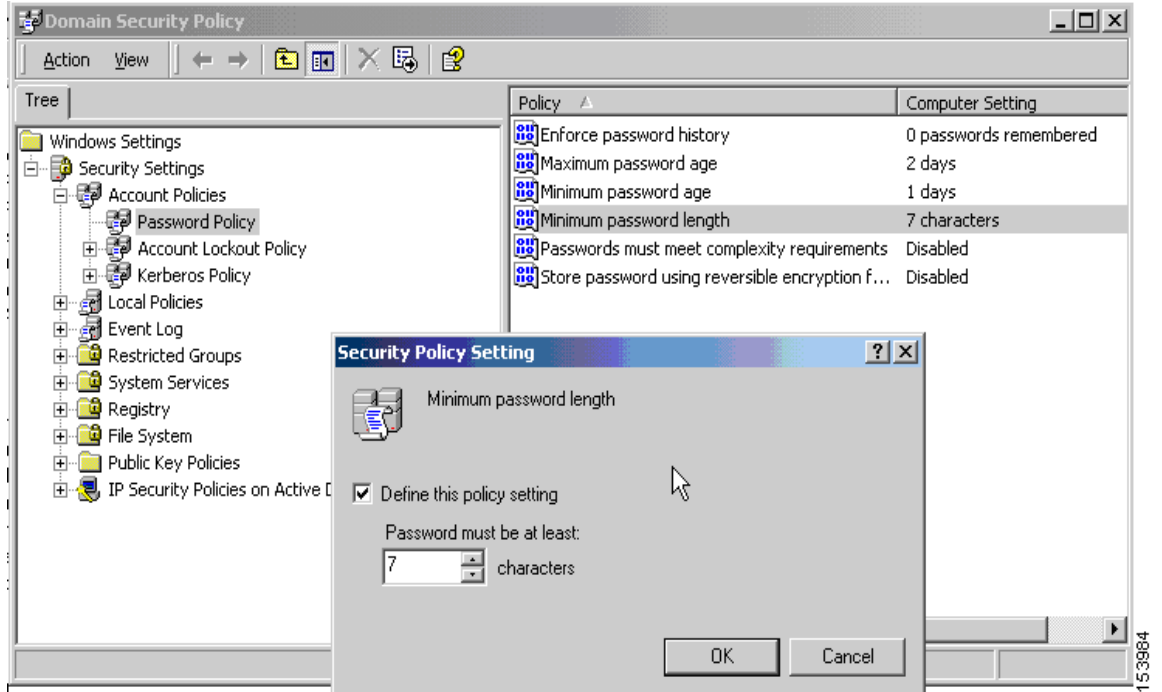 Domain Security Policy
Action View
Tree
Policy Computer Setting
Windows Settings
Security Settings
Account Policies
Password Policy
Account Lockout Policy
Kerberos Policy
Local Policies
Event Log
Restricted Groups
System Services
Registry
File System
Public Key Policies
IP Security Policies on Active D
Enforce password history 0 passwords remembered
Maximum password age 2 days
Minimum password age 1 days
Minimum password length 7 characters
Passwords must meet complexity requirements Disabled
Store password using reversible encryption f... Disabled
Security Policy Setting
Minimum password length
Define this policy setting
Password must be at least:
7 characters
OK Cancel
153984